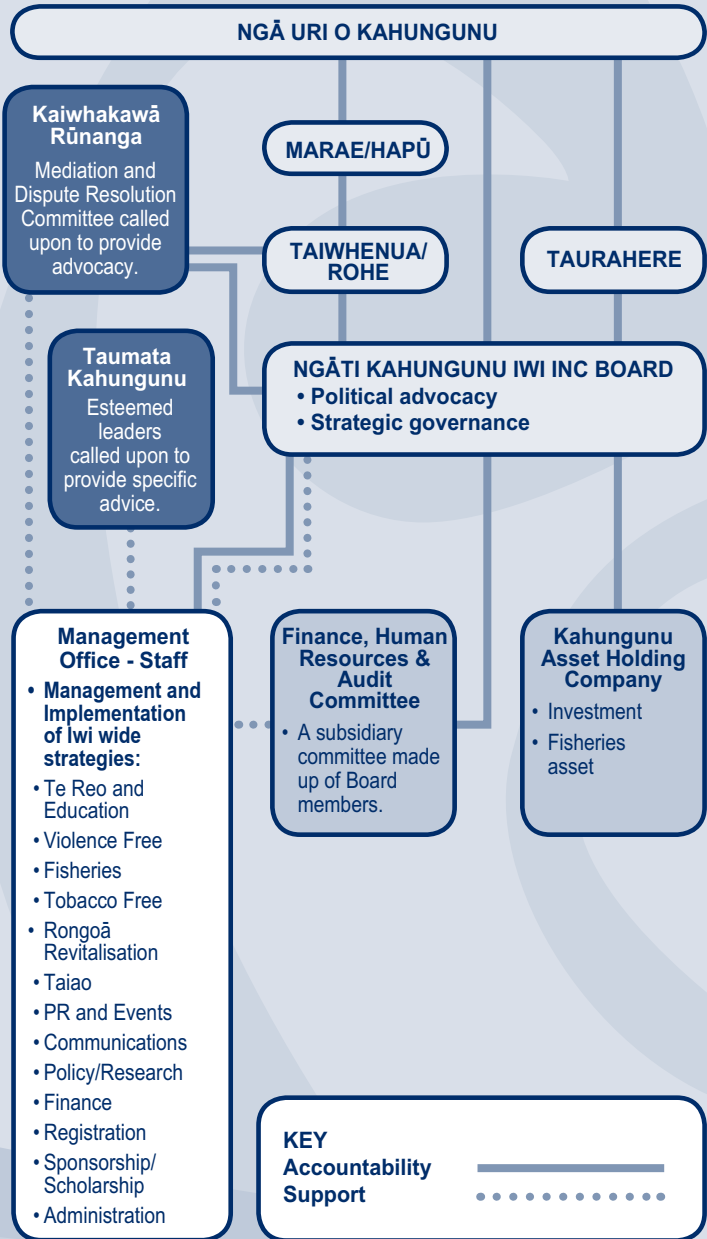 NGĀ URI O KAHUNGUNU
Kaiwhakawā
Rūnanga
Mediation and
Dispute Resolution
Committee called
upon to provide
advocacy.
MARAE/HAPŪ
TAIWHENUA/
ROHE
TAURAHERE
Taumata
Kahungunu
Esteemed
leaders
called upon to
provide specific
advice.
NGĀTI KAHUNGUNU IWI INC BOARD
• Political advocacy
• Strategic governance
Management
Office - Staff
• Management and
Implementation
of Iwi wide
strategies:
• Te Reo and
Education
• Violence Free
• Fisheries
• Tobacco Free
• Rongoā
Revitalisation
• Taiao
• PR and Events
• Communications
• Policy/Research
• Finance
• Registration
• Sponsorship/
Scholarship
• Administration
Finance, Human
Resources &
Audit
Committee
• A subsidiary
committee made
up of Board
members.
Kahungunu
Asset Holding
Company
• Investment
• Fisheries
asset
KEY
Accountability
Support